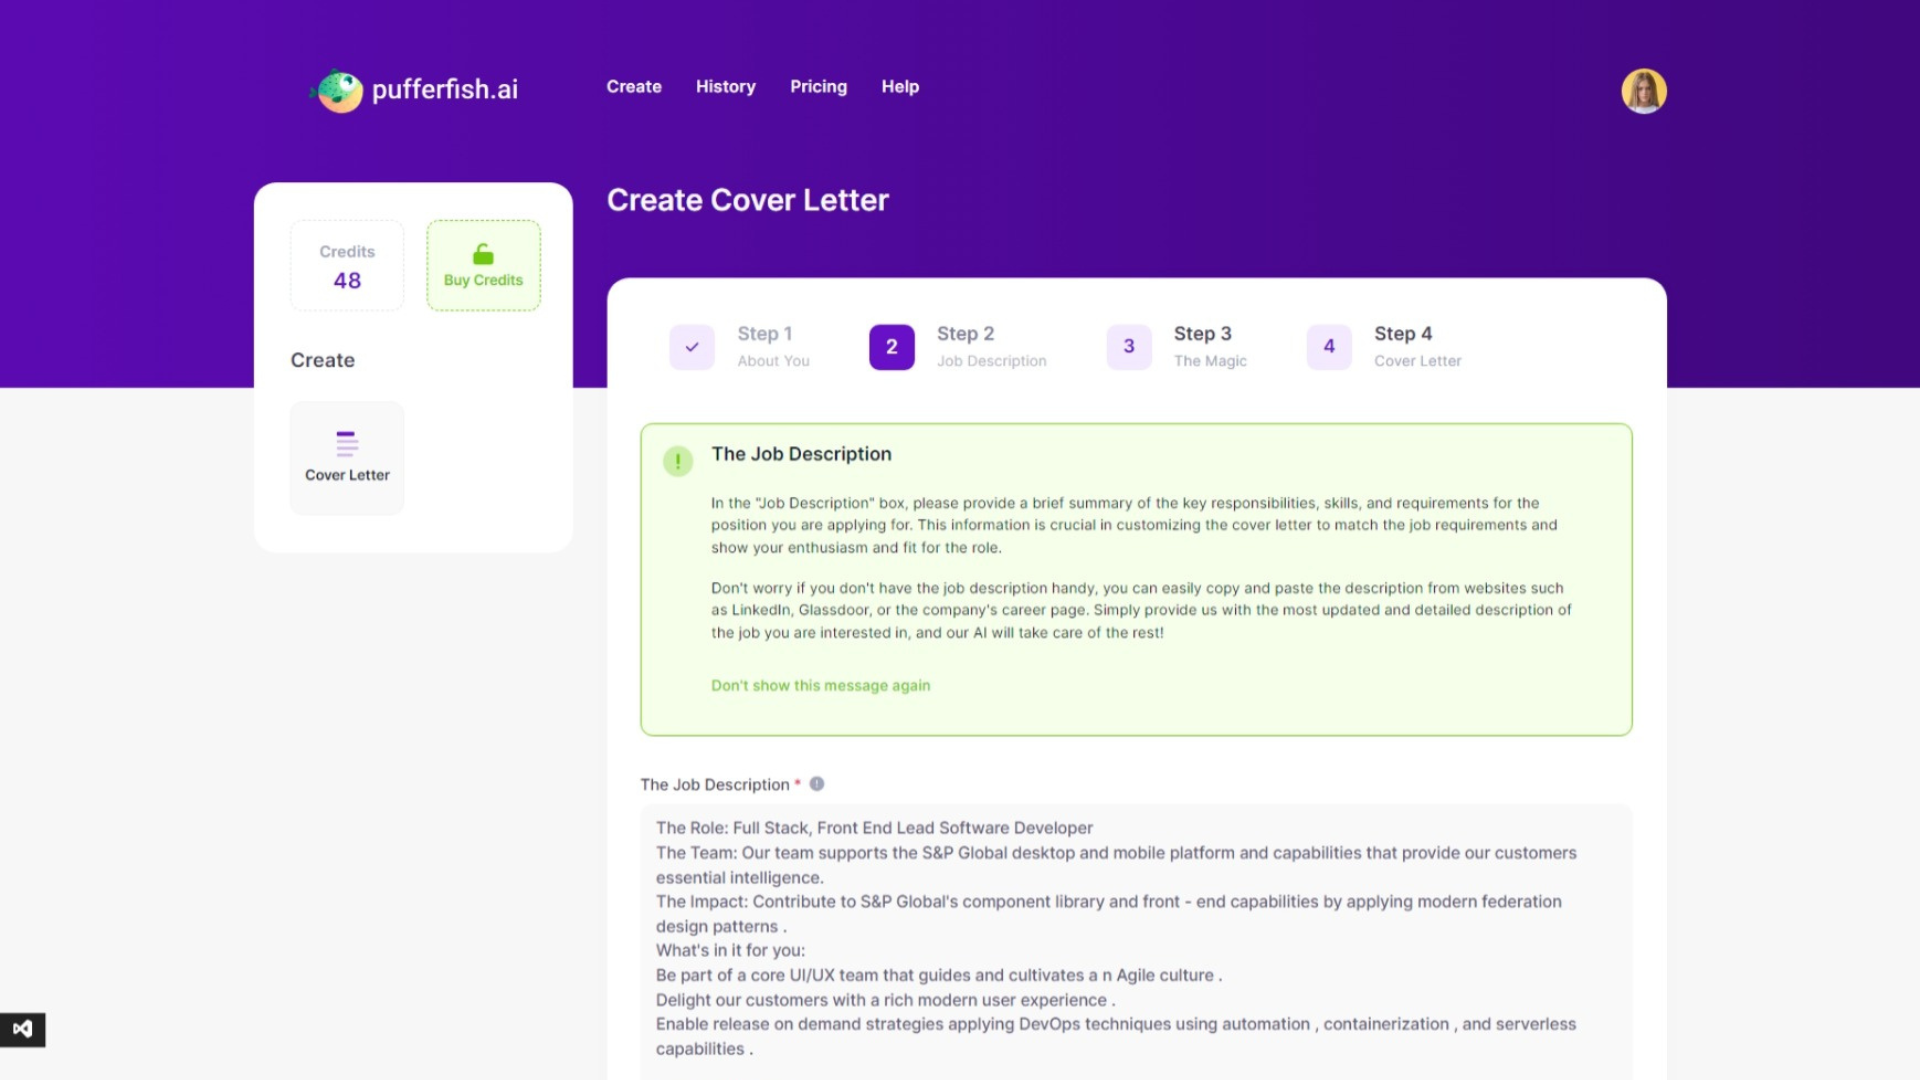 pufferfish.ai
Create
History
Pricing
Help
Create Cover Letter
Credits
48
Buy Credits
Create
Cover Letter
Step 1
About You
2
Step 2
Job Description
3
Step 3
The Magic
4
Step 4
Cover Letter
!
The Job Description
In the "Job Description" box, please provide a brief summary of the key responsibilities, skills, and requirements for the
position you are applying for. This information is crucial in customizing the cover letter to match the job requirements and
show your enthusiasm and fit for the role.
Don't worry if you don't have the job description handy, you can easily copy and paste the description from websites such
as LinkedIn, Glassdoor, or the company's career page. Simply provide us with the most updated and detailed description of
the job you are interested in, and our AI will take care of the rest!
Don't show this message again
The Job Description *
The Role: Full Stack, Front End Lead Software Developer
The Team: Our team supports the S&P Global desktop and mobile platform and capabilities that provide our customers
essential intelligence.
The Impact: Contribute to S&P Global's component library and front - end capabilities by applying modern federation
design patterns .
What's in it for you:
Be part of a core UI/UX team that guides and cultivates a n Agile culture .
Delight our customers with a rich modern user experience .
Enable release on demand strategies applying DevOps techniques using automation , containerization , and serverless
capabilities .